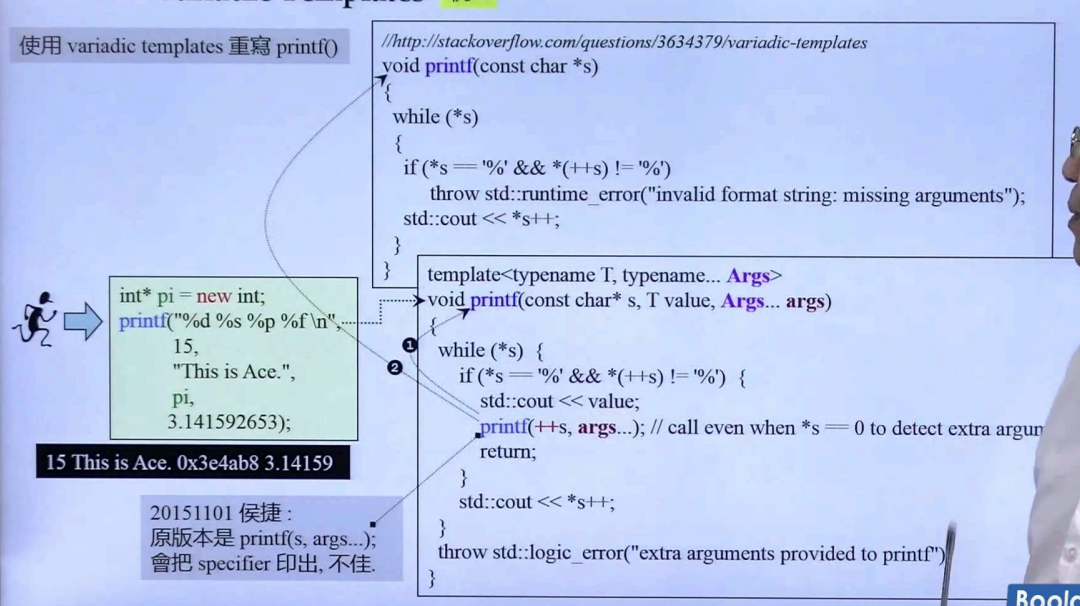 使用 variadic templates 重寫 printf()
//http://stackoverflow.com/questions/3634379/variadic-templates
void printf(const char *s)
{
while (*s)
{
if (*s == '%' && *(++s) != '%')
throw std::runtime_error("invalid format string: missing arguments");
std::cout << *s++;
}
}
int* pi = new int;
printf("%d %s %p %f \n",
15,
"This is Ace.",
pi,
3.141592653);
15 This is Ace. 0x3e4ab8 3.14159
template<typename T, typename... Args>
void printf(const char* s, T value, Args... args)
{
while (*s) {
if (*s == '%' && *(++s) != '%') {
std::cout << value;
printf(++s, args...); // call even when *s == 0 to detect extra argum
return;
}
std::cout << *s++;
}
throw std::logic_error("extra arguments provided to printf")
}
❶
❷
20151101 侯捷 :
原版本是 printf(s, args...);
會把 specifier 印出, 不佳.